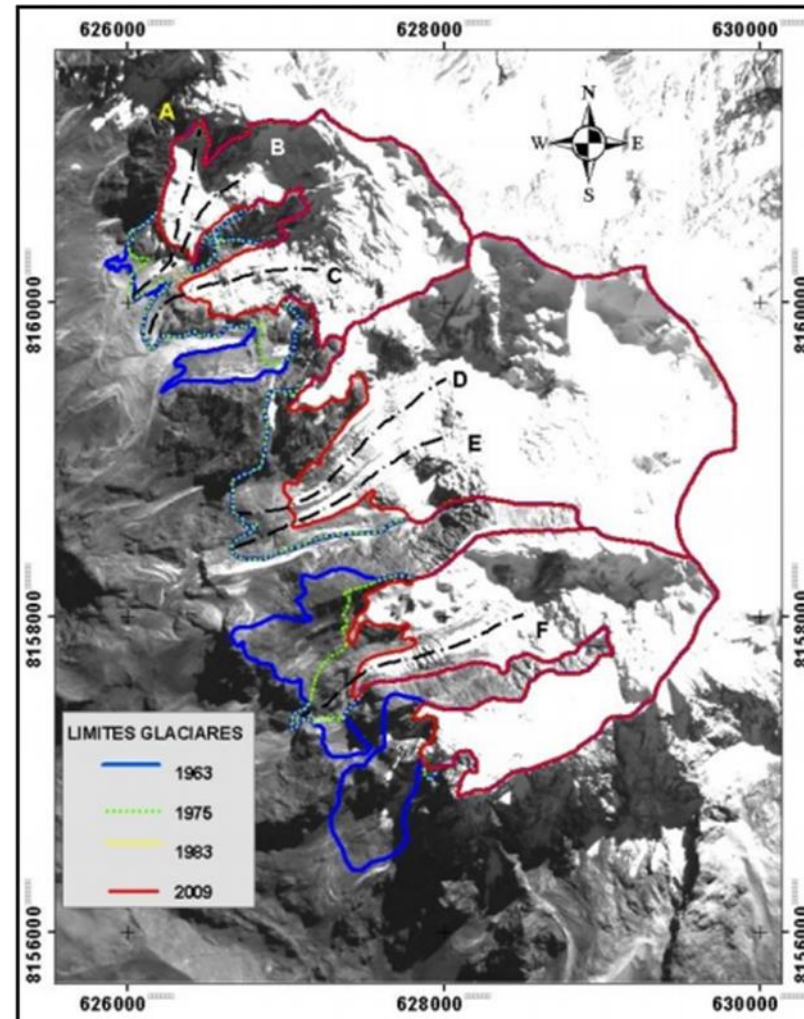 626000 628000 630000
N
W E
S
A
B
C
D
E
F
8160000 8160000
8158000 8158000
8156000 8156000
LIMITES GLACIARES
1963
1975
1983
2009
626000 628000 630000